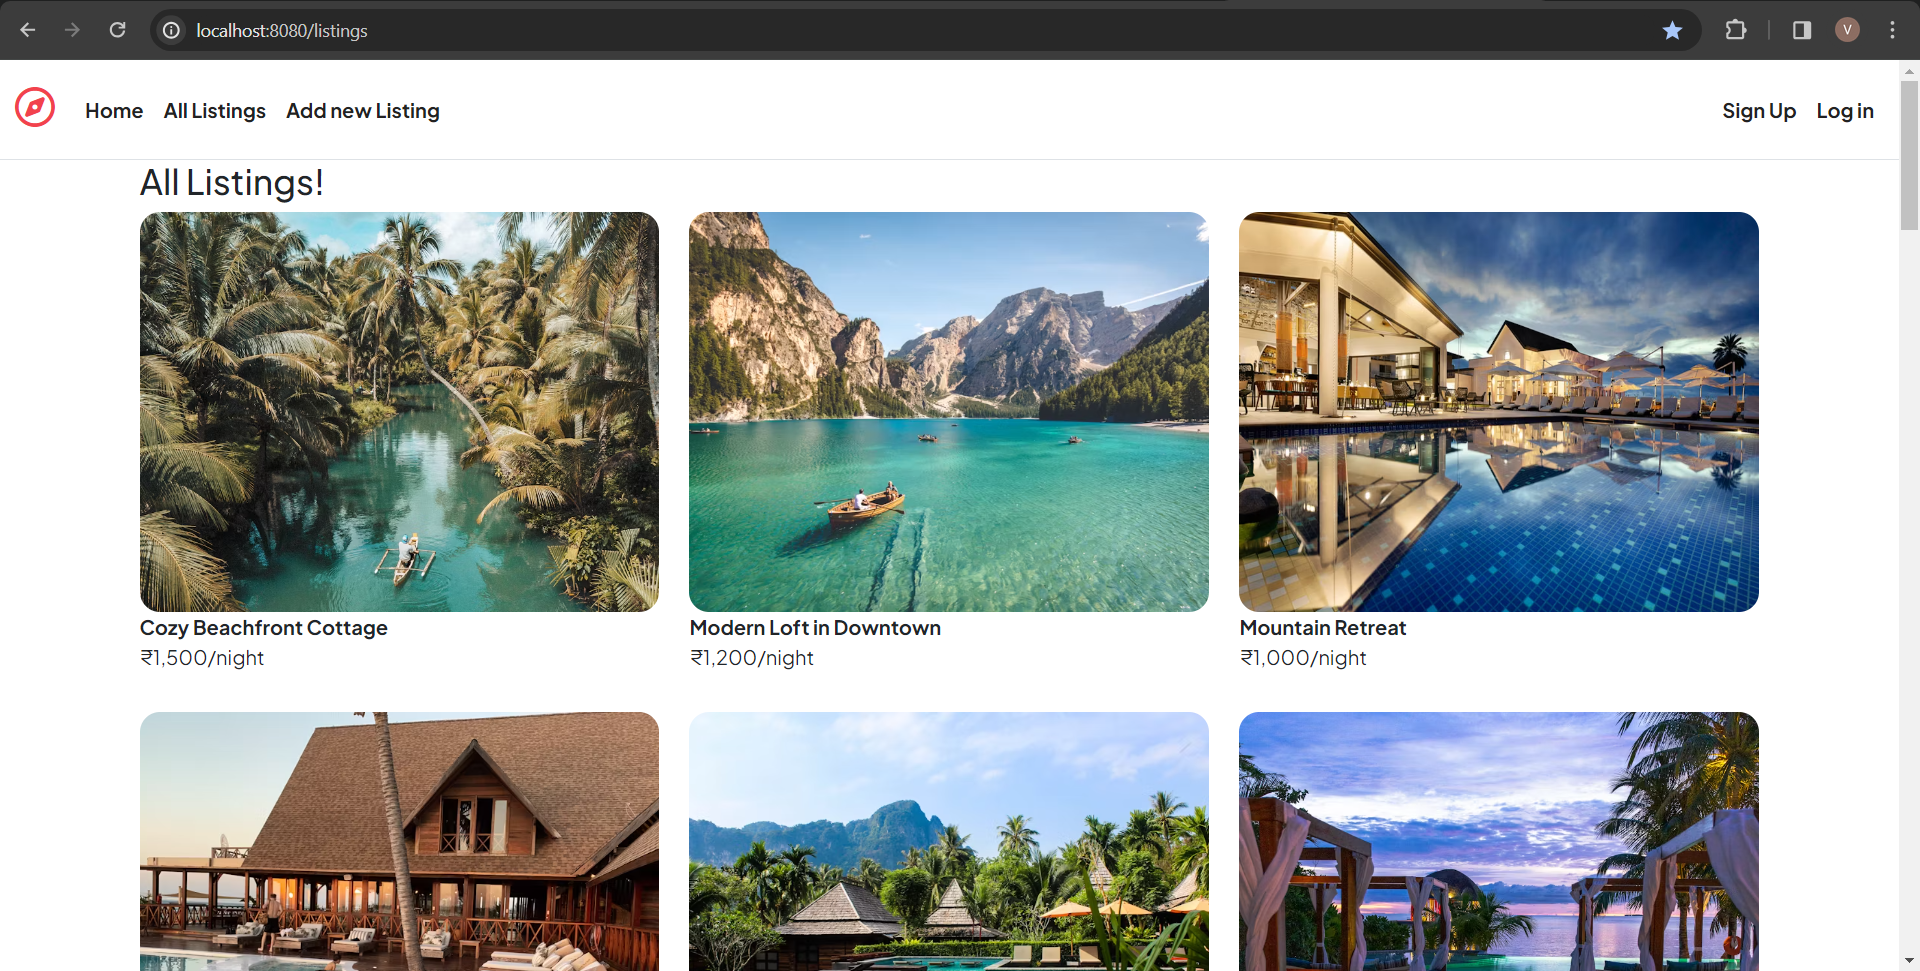 localhost:8080/listings
V
Home All Listings Add new Listing Sign Up Log in
All Listings!
Cozy Beachfront Cottage Modern Loft in Downtown Mountain Retreat
₹1,500/night ₹1,200/night ₹1,000/night